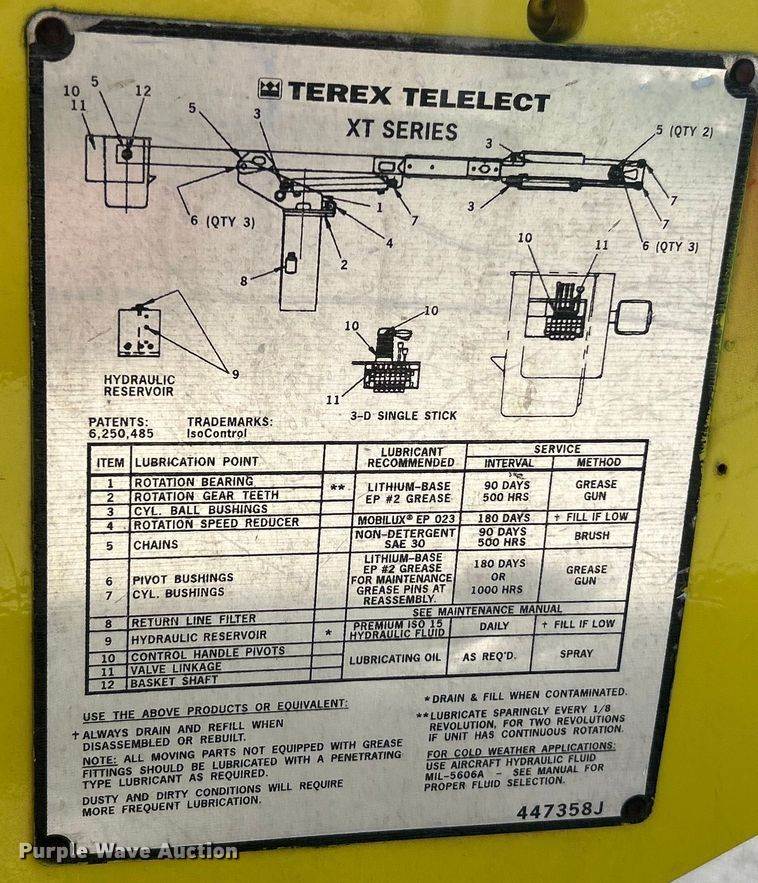 TEREX TELELECT
XT SERIES
10
11
5
12
5
3
3
5 (QTY 2)
6 (QTY 3)
1
7
4
2
8
3
7
7
6 (QTY 3)
10
11
9
HYDRAULIC
RESERVOIR
10
10
11
3-D SINGLE STICK
PATENTS: TRADEMARKS:
6,250,485 IsoControl
ITEM LUBRICATION POINT LUBRICANT RECOMMENDED SERVICE
INTERVAL METHOD
1 ROTATION BEARING ** LITHIUM-BASE 90 DAYS GREASE
2 ROTATION GEAR TEETH EP #2 GREASE 500 HRS GUN
3 CYL. BALL BUSHINGS
4 ROTATION SPEED REDUCER MOBILUX® EP 023 180 DAYS † FILL IF LOW
5 CHAINS NON-DETERGENT SAE 30 90 DAYS 500 HRS BRUSH
LITHIUM-BASE
EP #2 GREASE 180 DAYS
6 PIVOT BUSHINGS FOR MAINTENANCE OR GREASE
7 CYL. BUSHINGS GREASE PINS AT 1000 HRS GUN
REASSEMBLY.
8 RETURN LINE FILTER SEE MAINTENANCE MANUAL
9 HYDRAULIC RESERVOIR * PREMIUM ISO 15 HYDRAULIC FLUID DAILY † FILL IF LOW
10 CONTROL HANDLE PIVOTS
11 VALVE LINKAGE LUBRICATING OIL AS REQ'D. SPRAY
12 BASKET SHAFT
USE THE ABOVE PRODUCTS OR EQUIVALENT:
† ALWAYS DRAIN AND REFILL WHEN
DISASSEMBLED OR REBUILT.
NOTE: ALL MOVING PARTS NOT EQUIPPED WITH GREASE
FITTINGS SHOULD BE LUBRICATED WITH A PENETRATING
TYPE LUBRICANT AS REQUIRED.
DUSTY AND DIRTY CONDITIONS WILL REQUIRE
MORE FREQUENT LUBRICATION.
* DRAIN & FILL WHEN CONTAMINATED.
** LUBRICATE SPARINGLY EVERY 1/8
REVOLUTION, FOR TWO REVOLUTIONS
IF UNIT HAS CONTINUOUS ROTATION.
FOR COLD WEATHER APPLICATIONS:
USE AIRCRAFT HYDRAULIC FLUID
MIL-5606A - SEE MANUAL FOR
PROPER FLUID SELECTION.
447358J
Purple Wave Auction